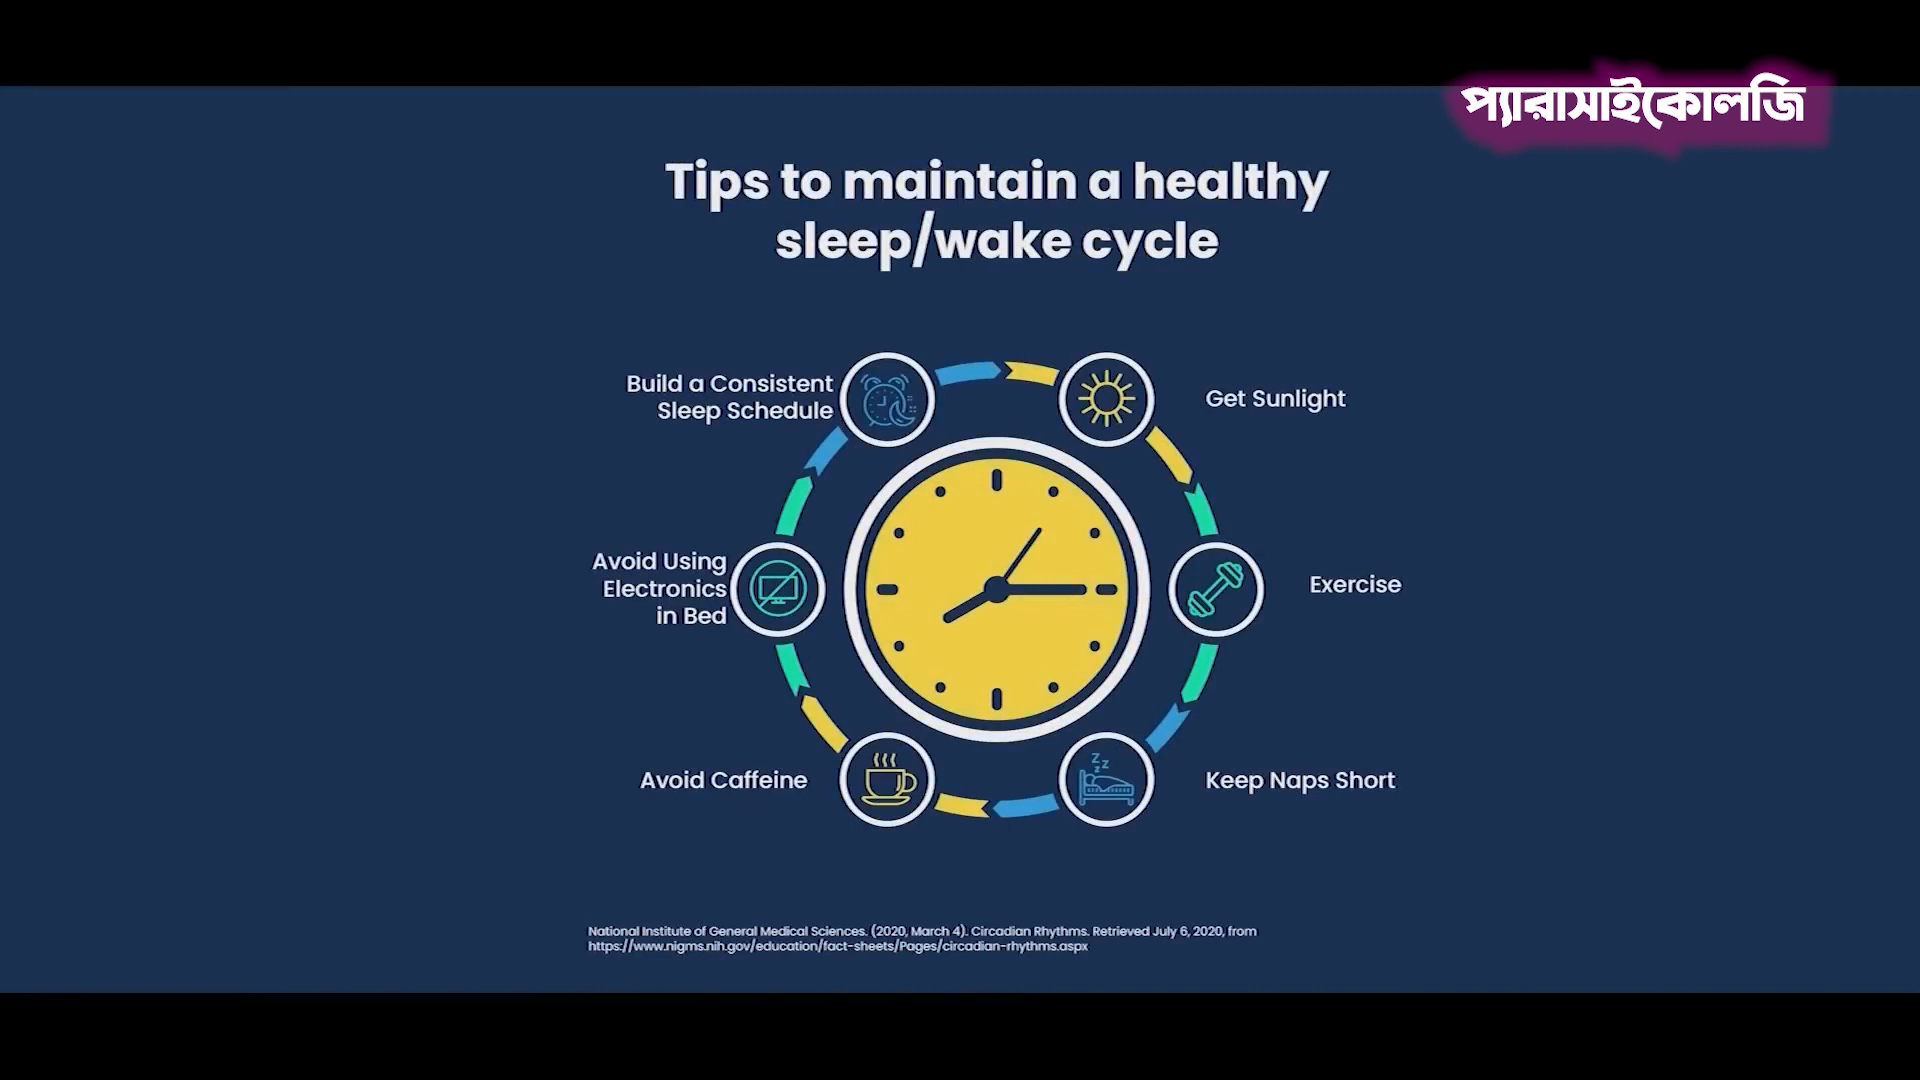 প্যারাসাইকোলজি
Tips to maintain a healthy
sleep/wake cycle
Build a Consistent
Sleep Schedule
Get Sunlight
Avoid Using
Electronics
in Bed
Exercise
Avoid Caffeine
Keep Naps Short
National Institute of General Medical Sciences. (2020, March 4). Circadian Rhythms. Retrieved July 6, 2020, from
https://www.nigms.nih.gov/education/fact-sheets/Pages/circadian-rhythms.aspx